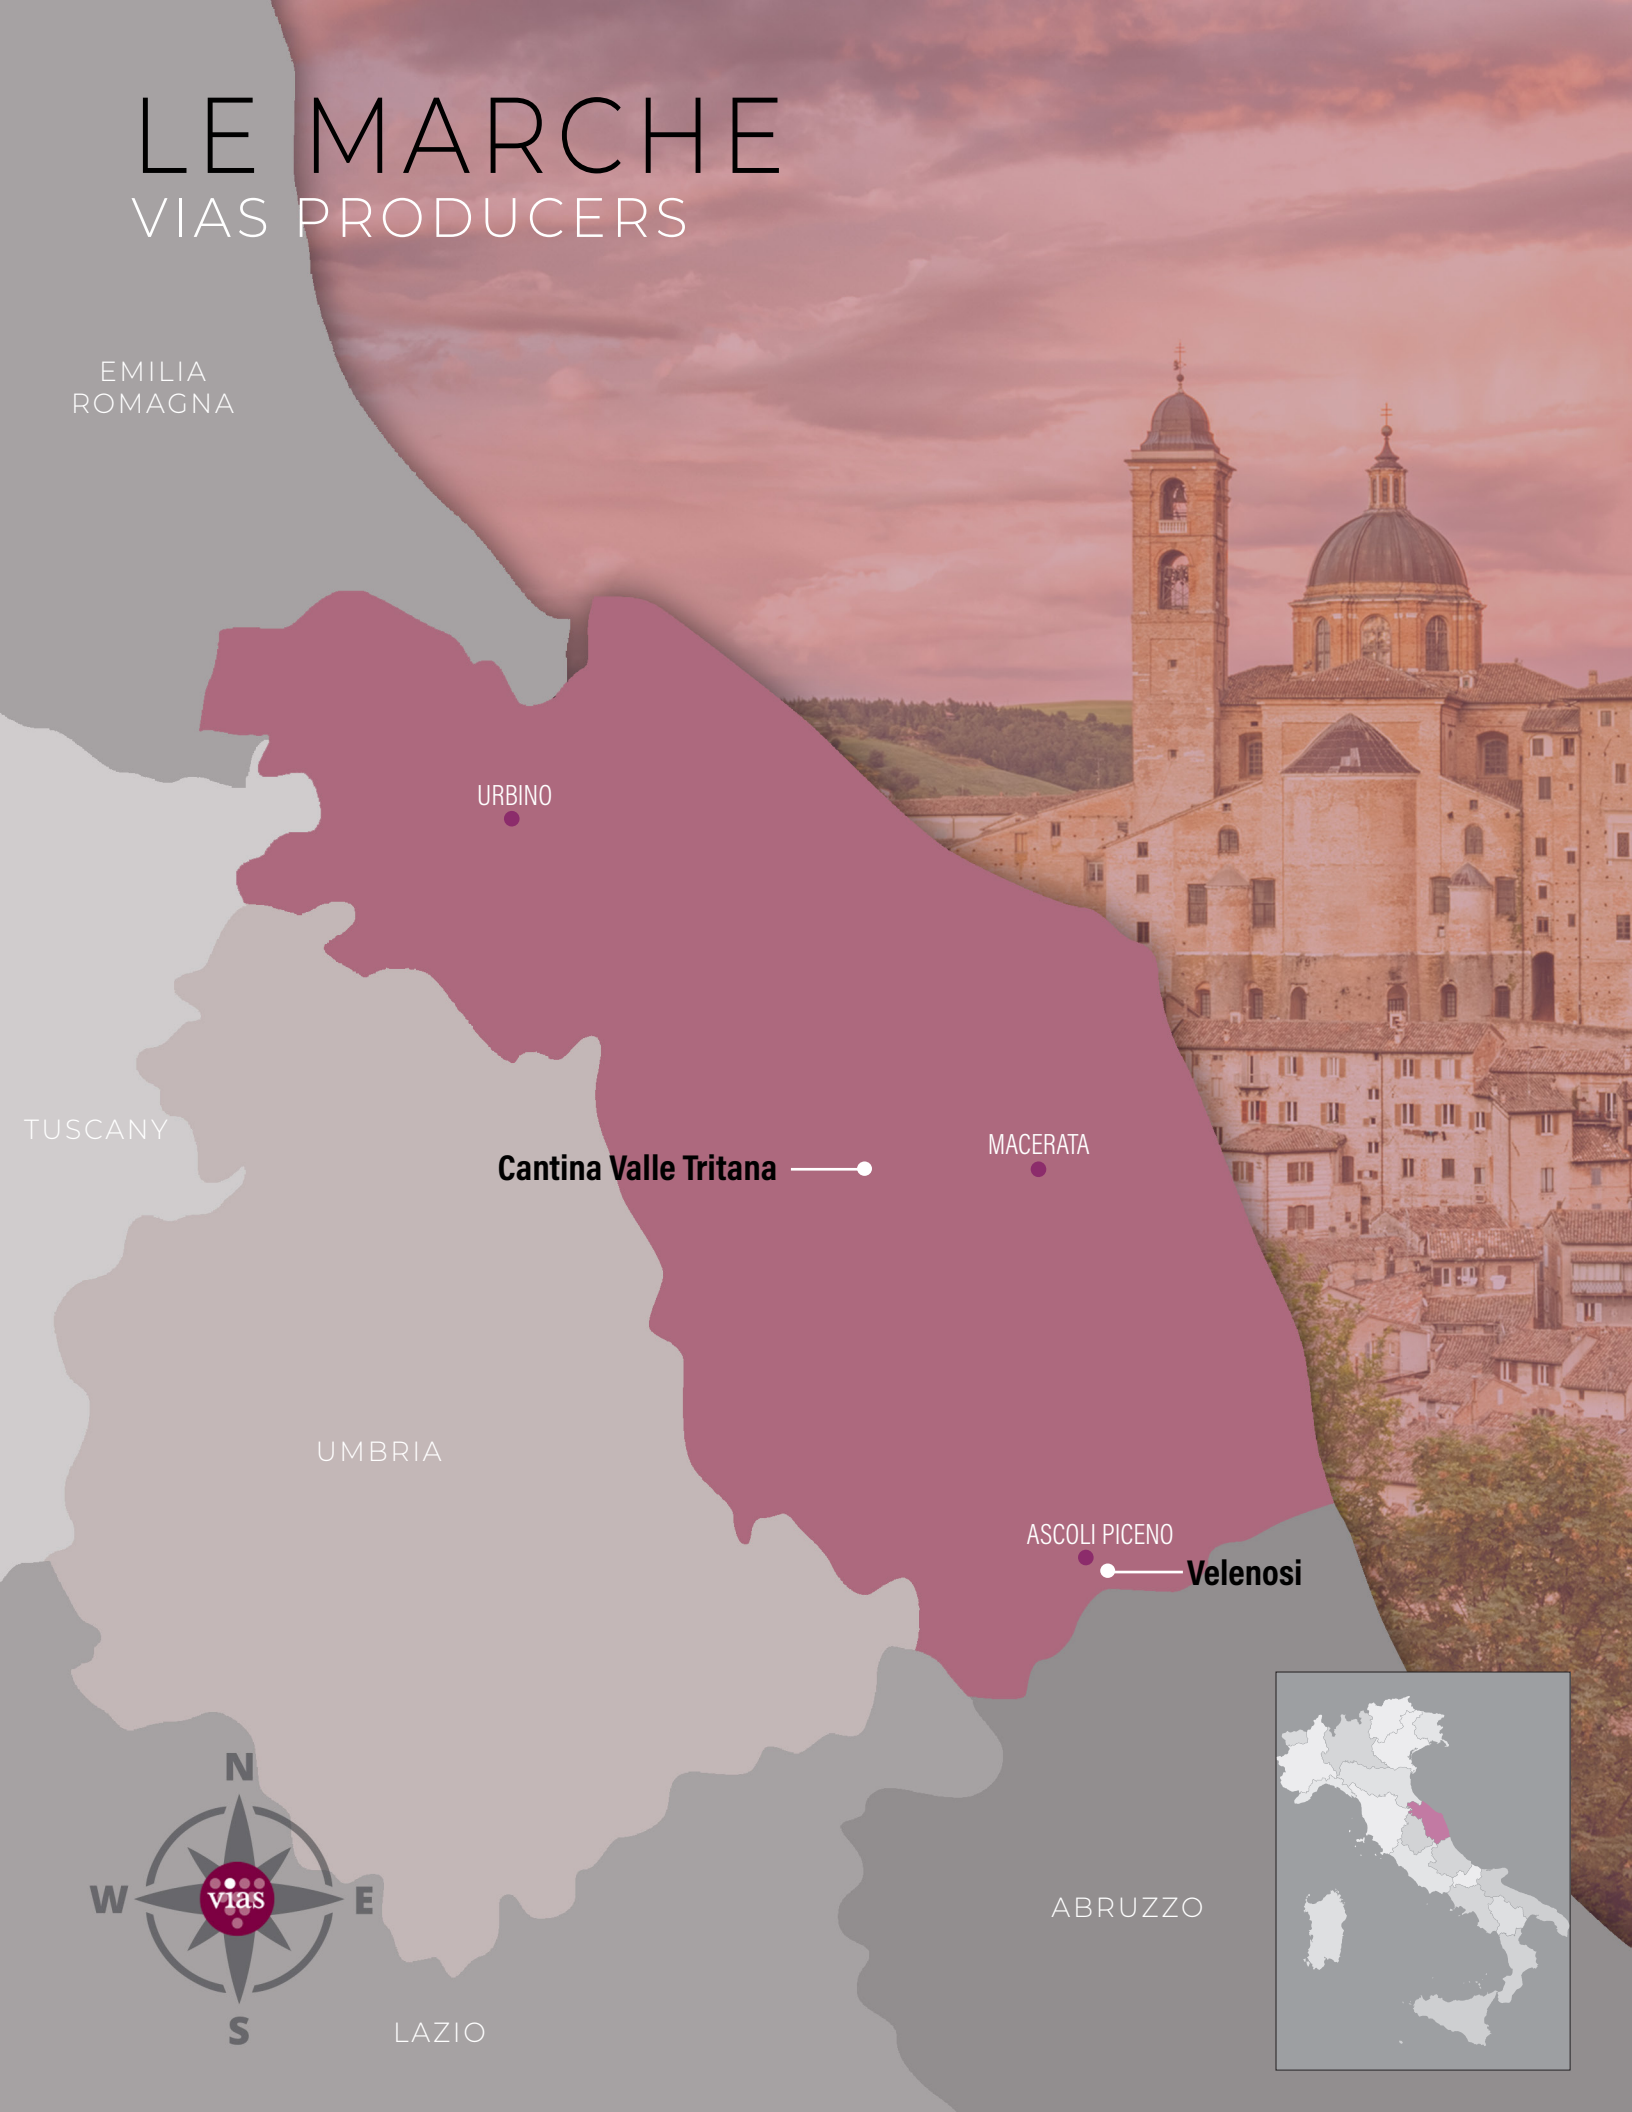 LE MARCHE
VIAS PRODUCERS
EMILIA
ROMAGNA
URBINO
TUSCANY
MACERATA
Cantina Valle Tritana
UMBRIA
ASCOLI PICENO
Velenosi
N
W
vias
E
S
ABRUZZO
LAZIO